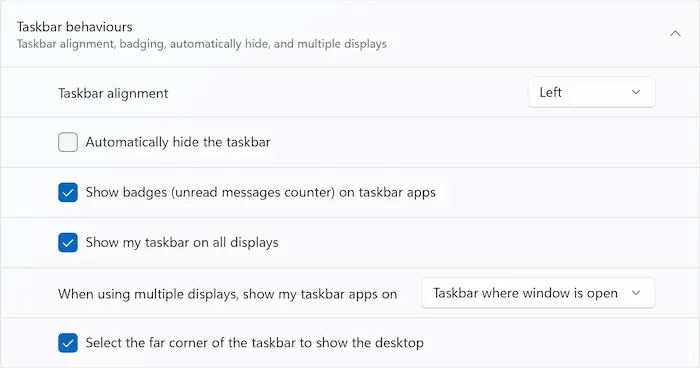 Taskbar behaviours
Taskbar alignment, badging, automatically hide, and multiple displays
Taskbar alignment
Left
Automatically hide the taskbar
Show badges (unread messages counter) on taskbar apps
Show my taskbar on all displays
When using multiple displays, show my taskbar apps on
Taskbar where window is open
Select the far corner of the taskbar to show the desktop